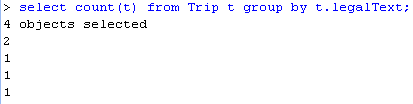 > select count(t) from Trip t group by t.legalText;
4 objects selected
2
1
1
1